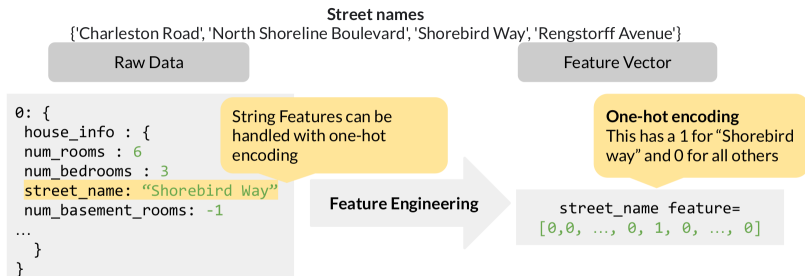 Street names
{'Charleston Road', 'North Shoreline Boulevard', 'Shorebird Way', 'Rengstorff Avenue'}
Raw Data
Feature Vector
0: {
house_info : {
num_rooms : 6
num_bedrooms : 3
street_name: “Shorebird Way”
num_basement_rooms: -1
…
}
}
String Features can be
handled with one-hot
encoding
Feature Engineering
One-hot encoding
This has a 1 for “Shorebird
way” and 0 for all others
street_name feature=
[0,0, …, 0, 1, 0, …, 0]